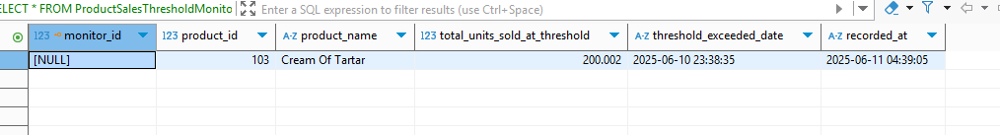 SELECT * FROM ProductSalesThresholdMonito
Enter a SQL expression to filter results (use Ctrl+Space)
123 monitor_id 123 product_id A-Z product_name 123 total_units_sold_at_threshold A-Z threshold_exceeded_date A-Z recorded_at
[NULL] 103 Cream Of Tartar 200.002 2025-06-10 23:38:35 2025-06-11 04:39:05